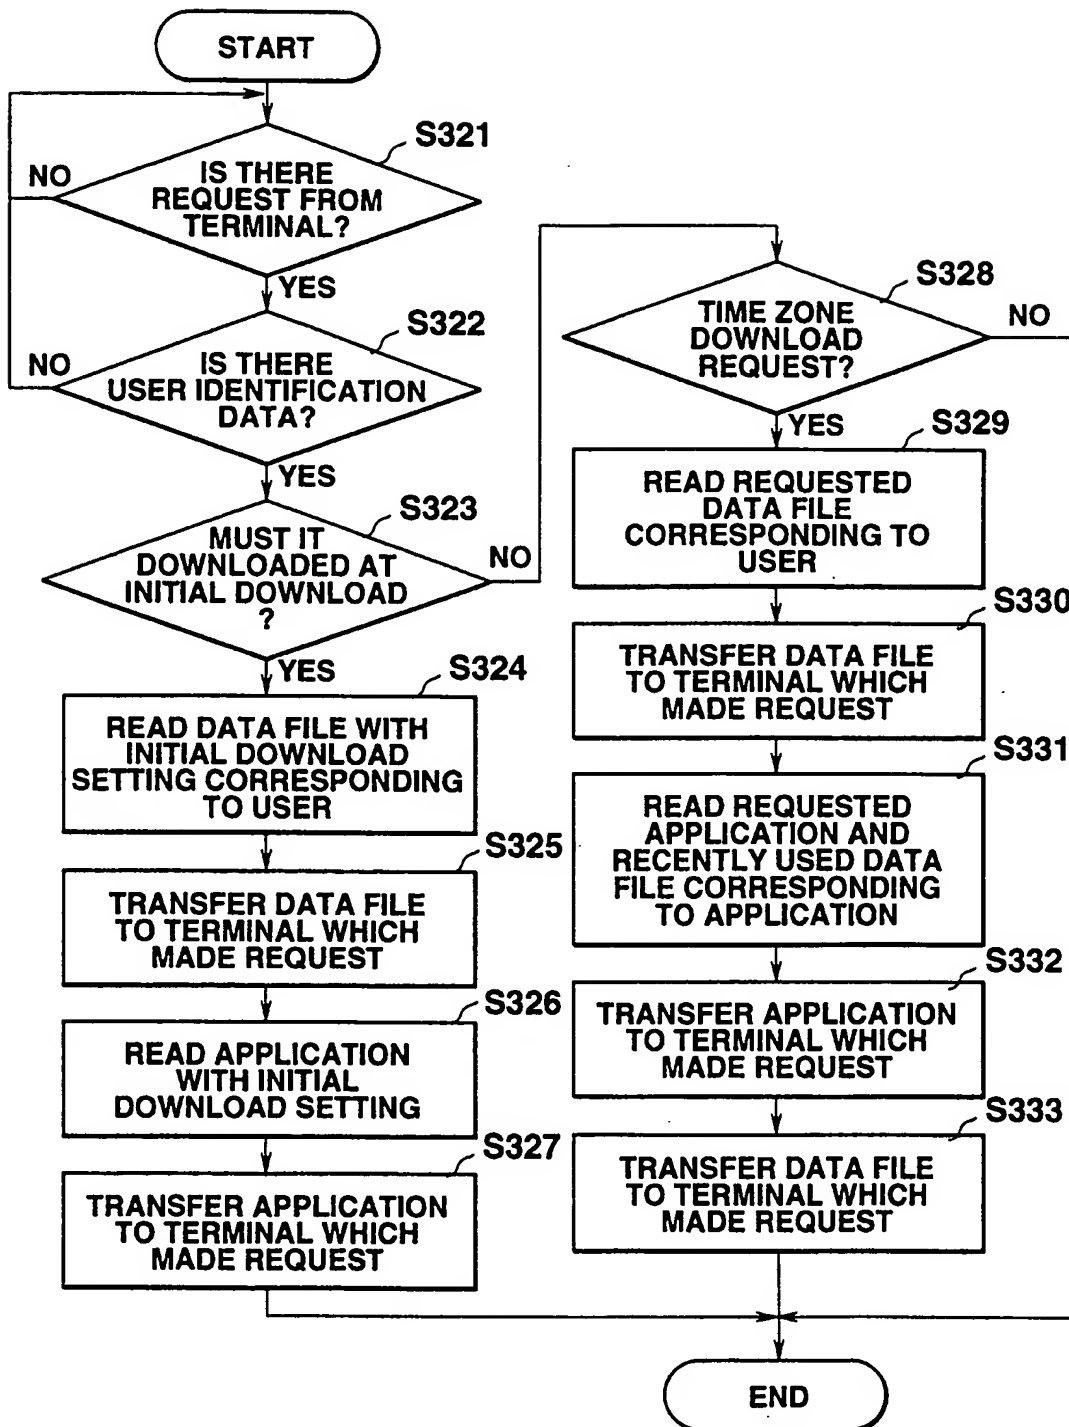 START
S321
IS THERE
REQUEST FROM
TERMINAL?
NO
YES
S322
IS THERE
USER IDENTIFICATION
DATA?
NO
YES
S323
MUST IT
DOWNLOADED AT
INITIAL DOWNLOAD
?
NO
YES
S324
READ DATA FILE WITH
INITIAL DOWNLOAD
SETTING CORRESPONDING
TO USER
S325
TRANSFER DATA FILE
TO TERMINAL WHICH
MADE REQUEST
S326
READ APPLICATION
WITH INITIAL
DOWNLOAD SETTING
S327
TRANSFER APPLICATION
TO TERMINAL WHICH
MADE REQUEST
S328
TIME ZONE
DOWNLOAD
REQUEST?
NO
YES
S329
READ REQUESTED
DATA FILE
CORRESPONDING TO
USER
S330
TRANSFER DATA FILE
TO TERMINAL WHICH
MADE REQUEST
S331
READ REQUESTED
APPLICATION AND
RECENTLY USED DATA
FILE CORRESPONDING
TO APPLICATION
S332
TRANSFER APPLICATION
TO TERMINAL WHICH
MADE REQUEST
S333
TRANSFER DATA FILE
TO TERMINAL WHICH
MADE REQUEST
END